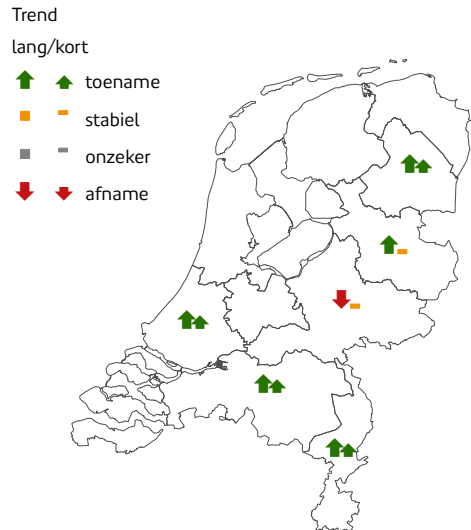 Trend
lang/kort
toename
stabiel
onzeker
afname